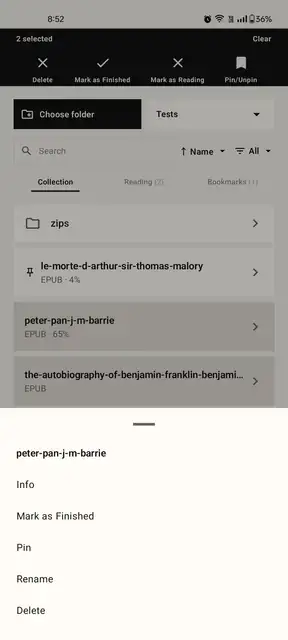 8:52
56%
2 selected
Clear
Delete
Mark as Finished
Mark as Reading
Pin/Unpin
Choose folder
Tests
Search
Name
All
Collection
Reading (2)
Bookmarks (1)
zips
le-morte-d-arthur-sir-thomas-malory
EPUB · 4%
peter-pan-j-m-barrie
EPUB · 65%
the-autobiography-of-benjamin-franklin-benjami...
EPUB
peter-pan-j-m-barrie
Info
Mark as Finished
Pin
Rename
Delete